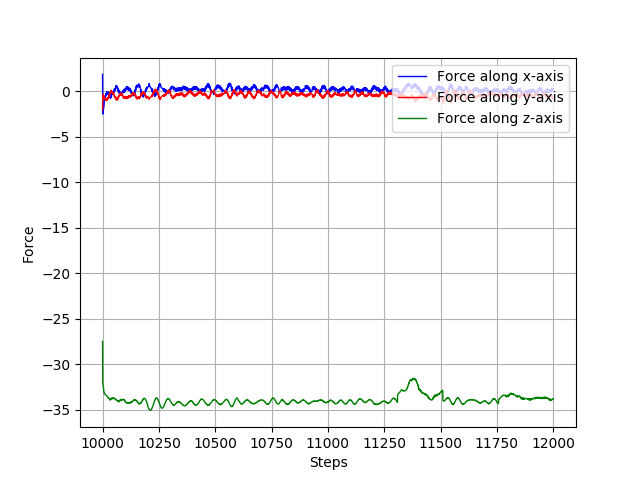 Force along x-axis
Force along y-axis
Force along z-axis
0
−5
−10
−15
−20
−25
−30
−35
Force
10000 10250 10500 10750 11000 11250 11500 11750 12000
Steps